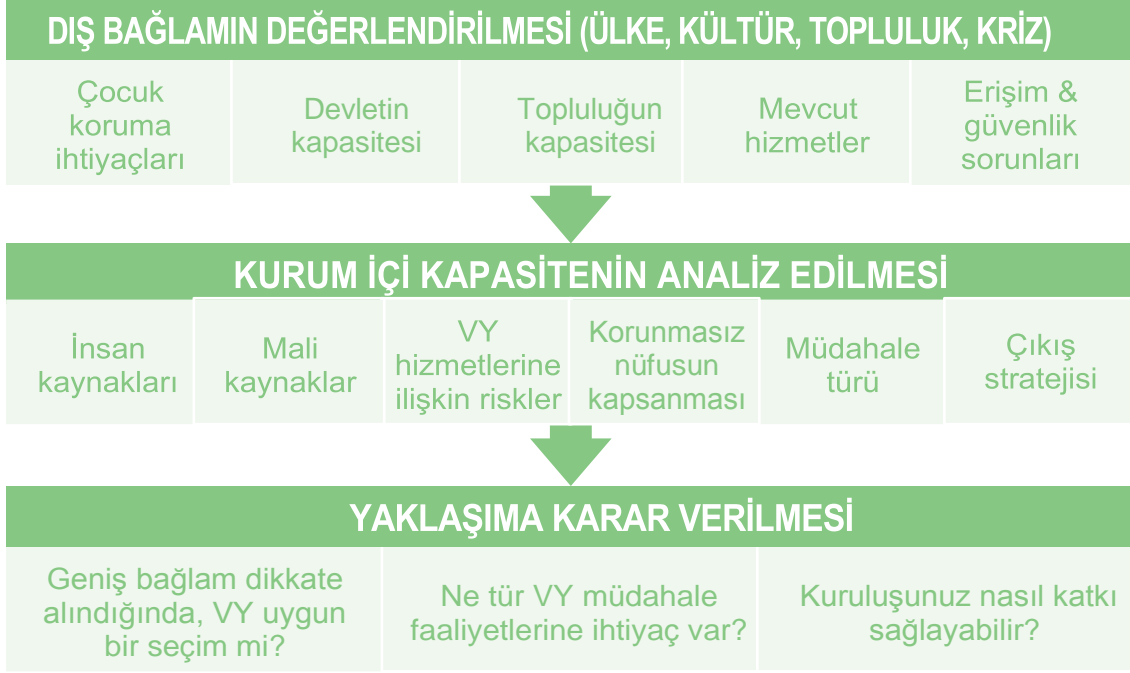 DIŞ BAĞLAMIN DEĞERLENDİRİLMESİ (ÜLKE, KÜLTÜR, TOPLULUK, KRİZ)
Çocuk
koruma
ihtiyaçları
Devletin
kapasitesi
Topluluğun
kapasitesi
Mevcut
hizmetler
Erişim &
güvenlik
sorunları
KURUM İÇİ KAPASİTENİN ANALİZ EDİLMESİ
İnsan
kaynakları
Mali
kaynaklar
VY
hizmetlerine
ilişkin riskler
Korunmasız
nüfusun
kapsanması
Müdahale
türü
Çıkış
stratejisi
YAKLAŞIMA KARAR VERİLMESİ
Geniş bağlam dikkate
alındığında, VY uygun
bir seçim mi?
Ne tür VY müdahale
faaliyetlerine ihtiyaç var?
Kuruluşunuz nasıl katkı
sağlayabilir?